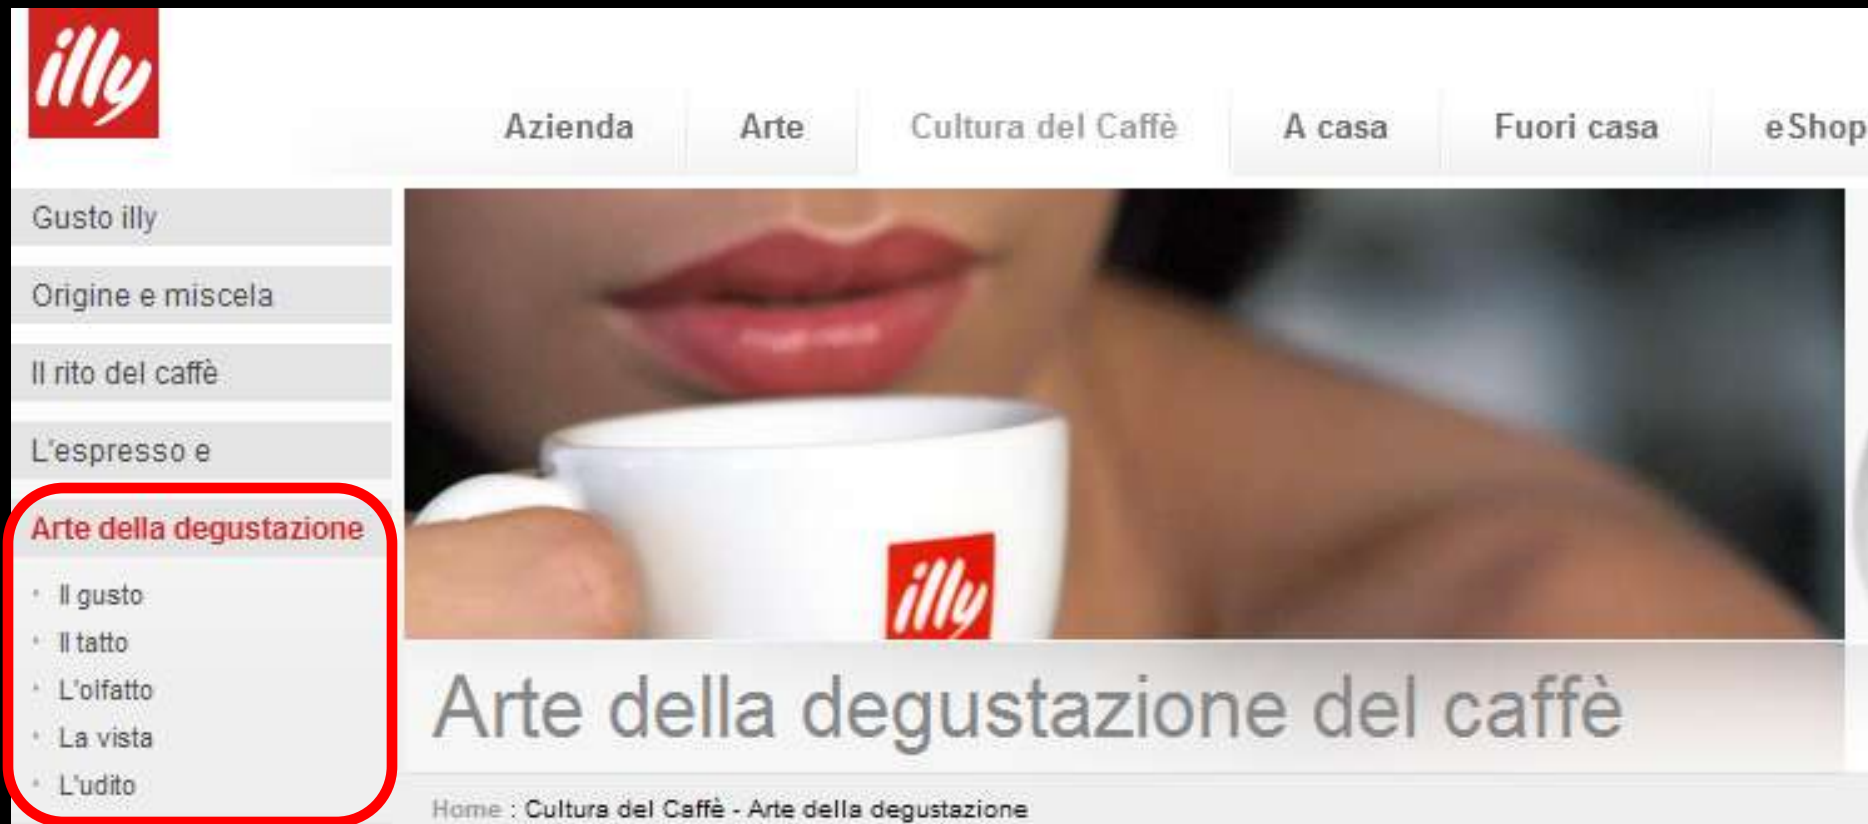 illy
Azienda Arte Cultura del Caffè A casa Fuori casa eShop
Gusto illy
Origine e miscela
Il rito del caffè
L'espresso e
Arte della degustazione
Il gusto
Il tatto
L'olfatto
La vista
L'udito
illy
Arte della degustazione del caffè
Home : Cultura del Caffè - Arte della degustazione